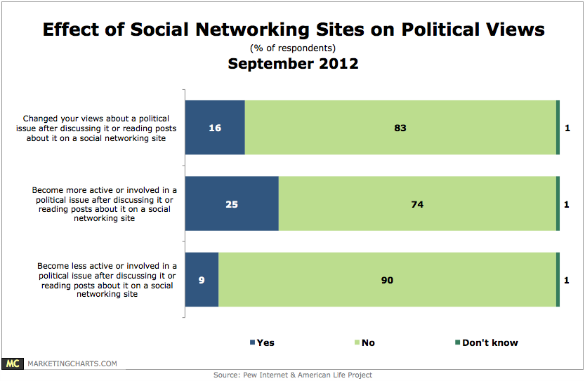 Effect of Social Networking Sites on Political Views
(% of respondents)
September 2012
Changed your views about a political
issue after discussing it or reading posts
about it on a social networking site
16 83 1
Become more active or involved in a
political issue after discussing it or
reading posts about it on a social
networking site
25 74 1
Become less active or involved in a
political issue after discussing it or
reading posts about it on a social
networking site
9 90 1
Yes No Don't know
MC MARKETINGCHARTS.COM
Source: Pew Internet & American Life Project